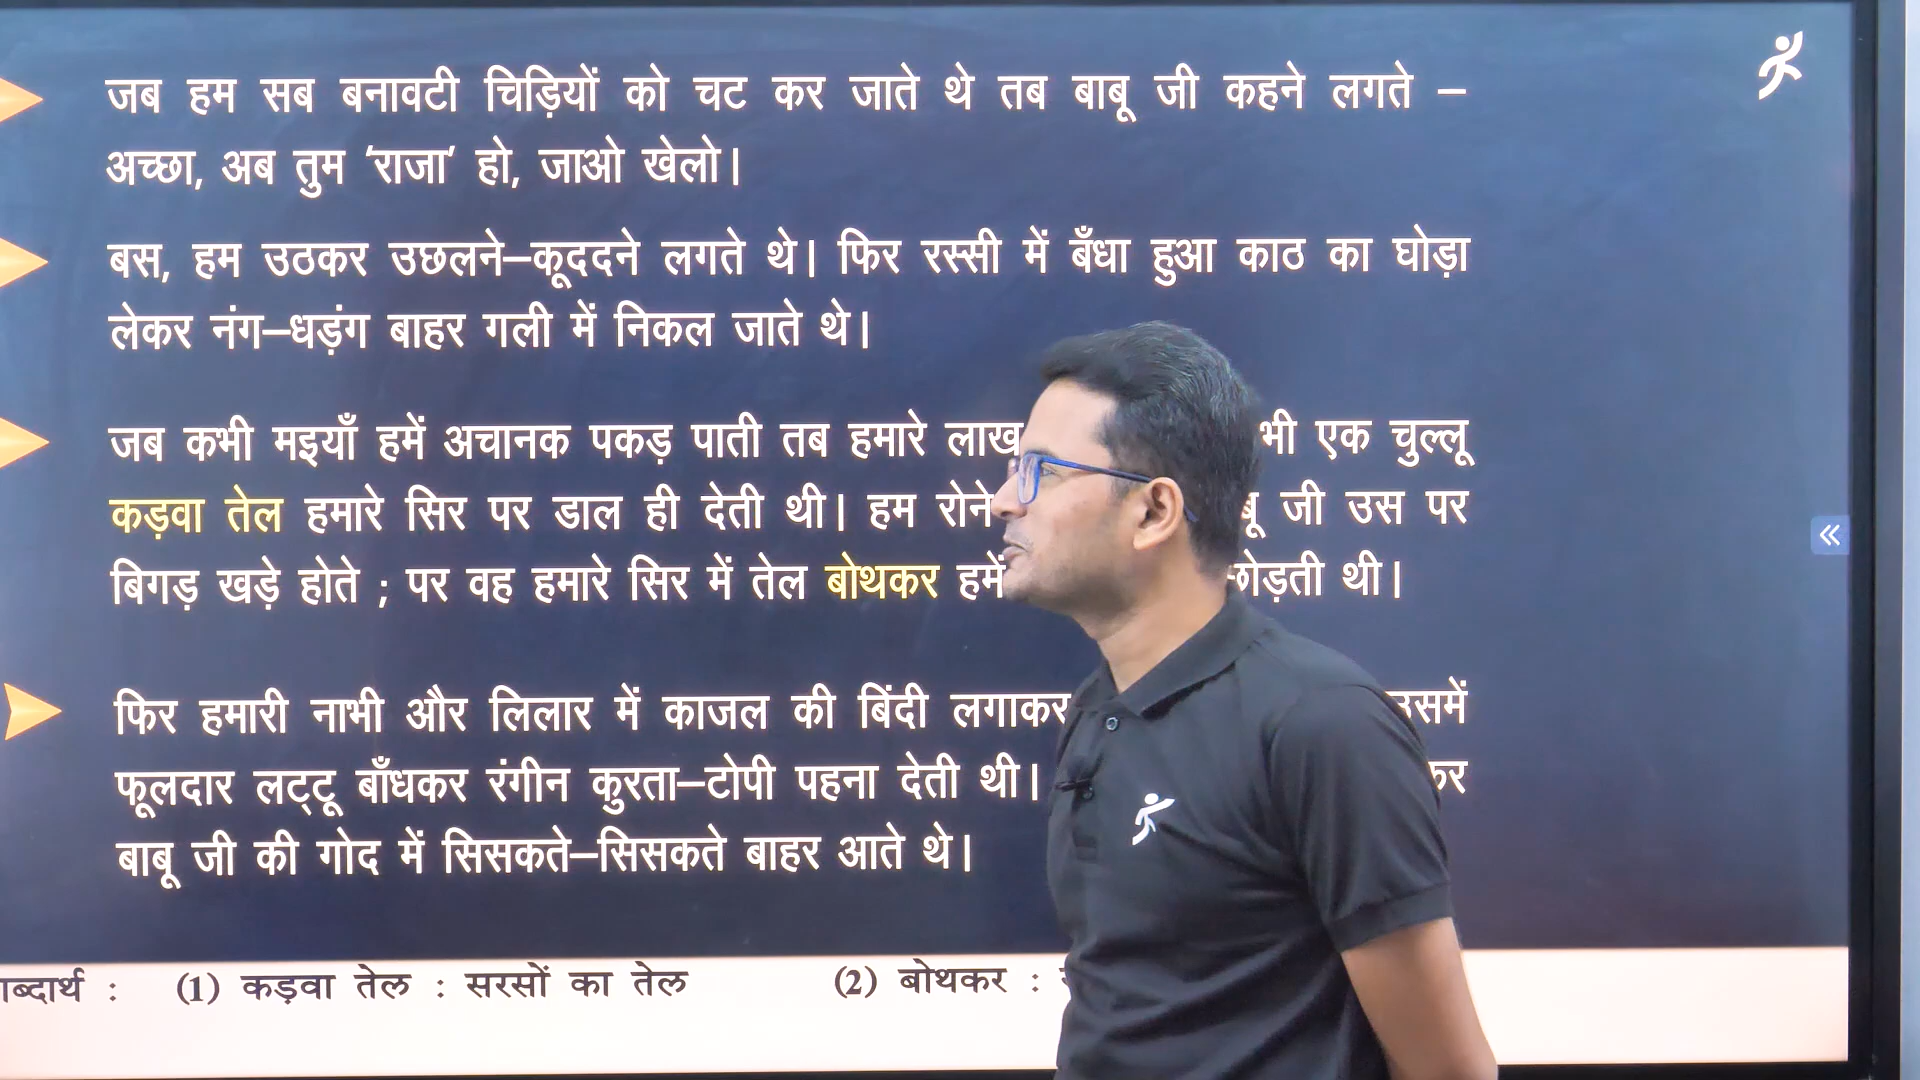 जब हम सब बनावटी चिड़ियों को चट कर जाते थे तब बाबू जी कहने लगते –
अच्छा, अब तुम ‘राजा’ हो, जाओ खेलो।
बस, हम उठकर उछलने–कूददने लगते थे। फिर रस्सी में बँधा हुआ काठ का घोड़ा
लेकर नंग–धड़ंग बाहर गली में निकल जाते थे।
जब कभी मइयाँ हमें अचानक पकड़ पाती तब हमारे लाख भी एक चुल्लू
कड़वा तेल हमारे सिर पर डाल ही देती थी। हम रोने जी उस पर
बिगड़ खड़े होते ; पर वह हमारे सिर में तेल बोथकर हमें थी।
फिर हमारी नाभी और लिलार में काजल की बिंदी लगाकर उसमें
फूलदार लट्टू बाँधकर रंगीन कुरता–टोपी पहना देती थी।
बाबू जी की गोद में सिसकते–सिसकते बाहर आते थे।
(1) कड़वा तेल : सरसों का तेल (2) बोथकर :